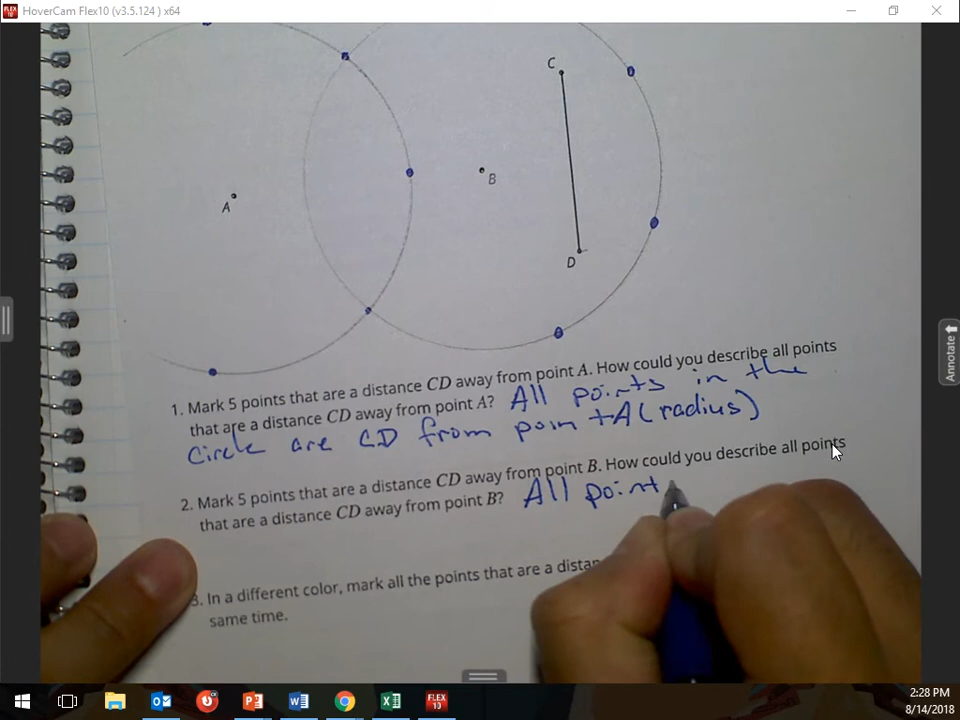 HoverCam Flex10 (v3.5.124 ) x64
C
B
A
D
Annotate
1. Mark 5 points that are a distance CD away from point A. How could you describe all points
that are a distance CD away from point A? All points in the
circle are CD from point A (radius)
2. Mark 5 points that are a distance CD away from point B. How could you describe all points
that are a distance CD away from point B? All point
3. In a different color, mark all the points that are a distan
same time.
FLEX
10
2:28 PM
8/14/2018